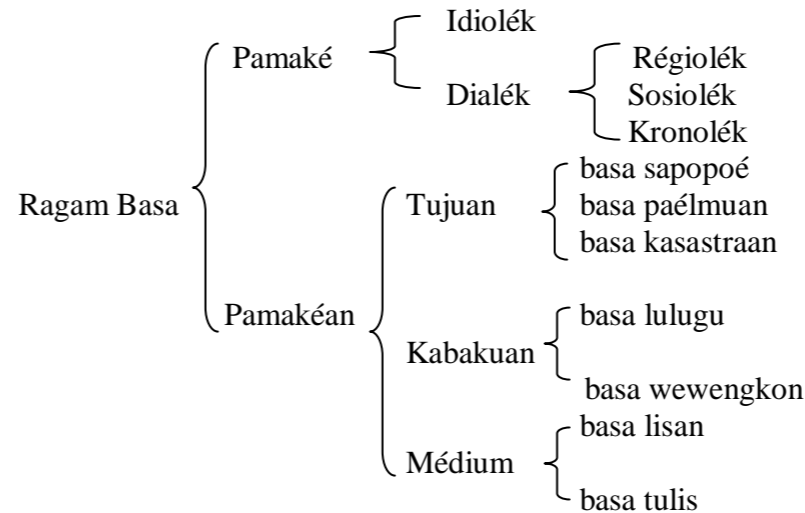 Idiolék
Pamaké
Régiolék
Dialék
Sosiolék
Kronolék
basa sapopoé
Ragam Basa
Tujuan
basa paélmuan
basa kasastraan
Pamakéan
basa lulugu
Kabakuan
basa wewengkon
basa lisan
Médium
basa tulis